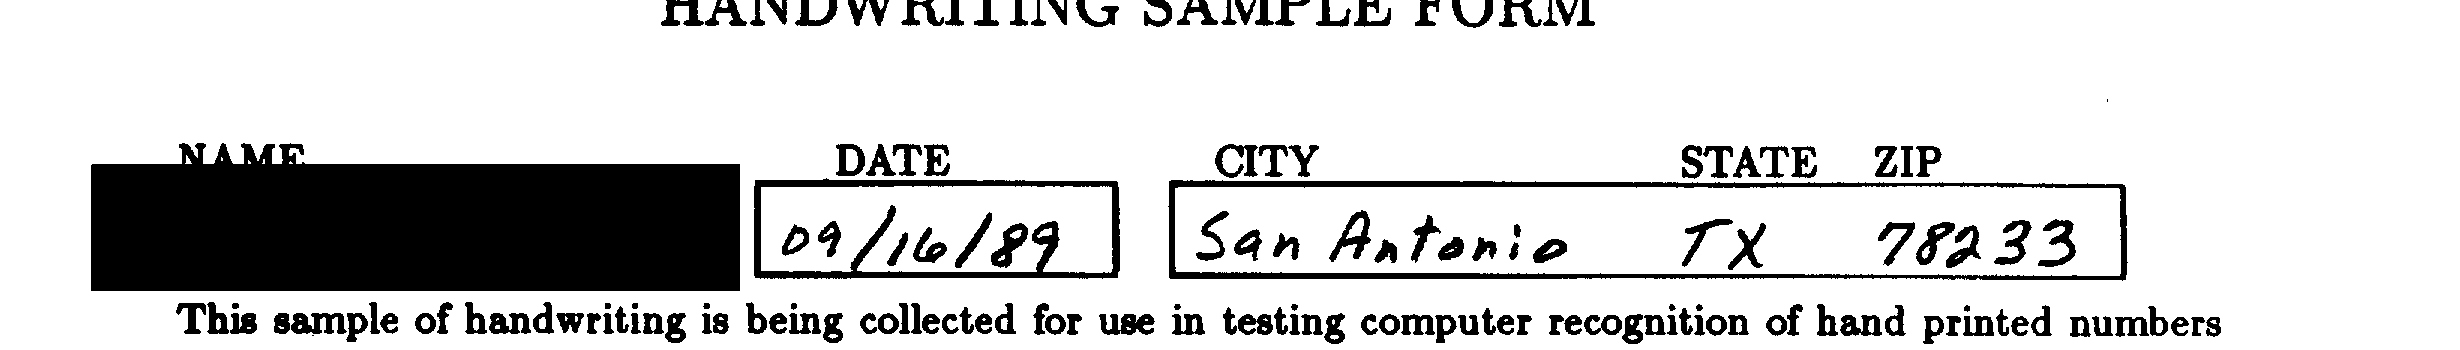 HANDWRITING SAMPLE FORM
NAME DATE CITY STATE ZIP
09/16/89 San Antonio TX 78233
This sample of handwriting is being collected for use in testing computer recognition of hand printed numbers